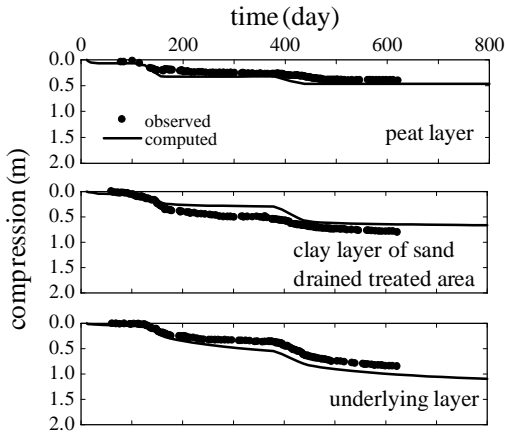 time (day)
0 200 400 600 800
0.0
0.5
1.0
1.5
2.0
observed
computed
peat layer
compression (m)
0.0
0.5
1.0
1.5
2.0
clay layer of sand
drained treated area
0.0
0.5
1.0
1.5
2.0
underlying layer